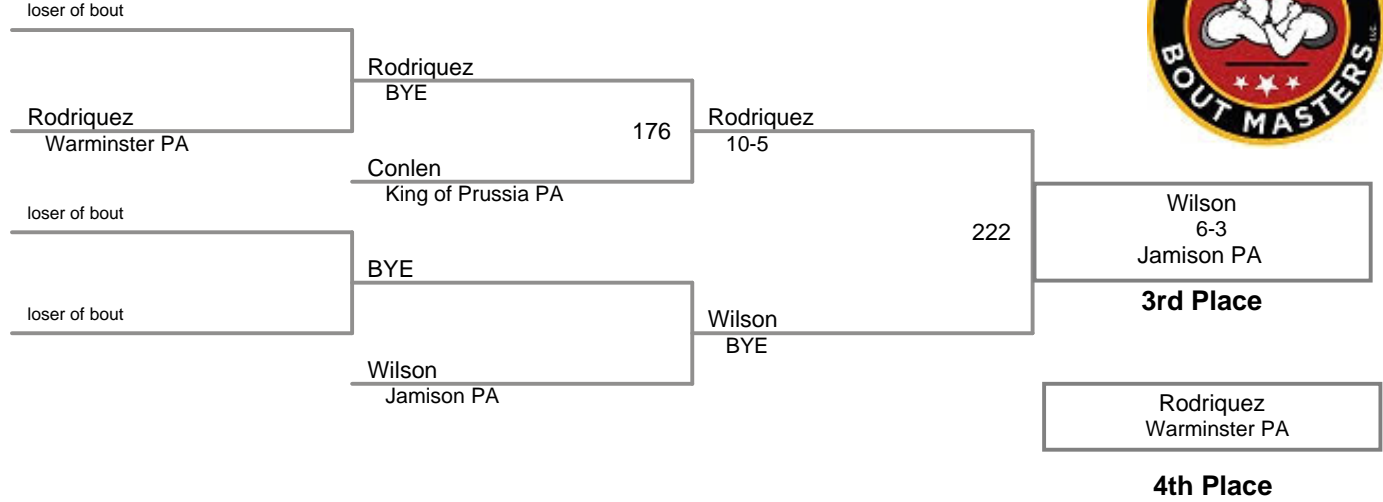 loser of bout
Rodriquez
BYE
Rodriquez
Warminster PA
176
Rodriquez
10-5
Conlen
King of Prussia PA
loser of bout
BYE
loser of bout
Wilson
BYE
Wilson
Jamison PA
222
Wilson
6-3
Jamison PA
3rd Place
Rodriquez
Warminster PA
4th Place
BOUT MASTERS LLC